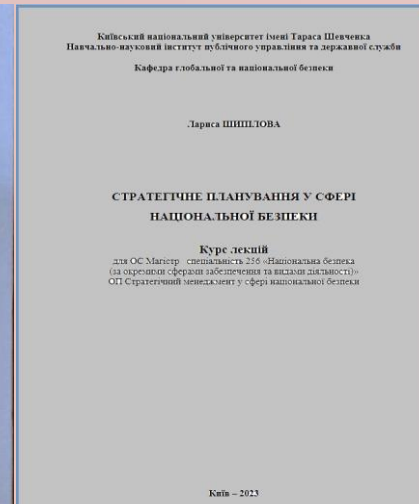 Київський національний університет імені Тараса Шевченка
Навчально-науковий інститут публічного управління та державної служби
Кафедра глобальної та національної безпеки
Лариса ШИПІЛОВА
СТРАТЕГІЧНЕ ПЛАНУВАННЯ У СФЕРІ
НАЦІОНАЛЬНОЇ БЕЗПЕКИ
Курс лекцій
для ОС Магістр спеціальність 256 «Національна безпека
(за окремими сферами забезпечення та видами діяльності)»
ОП Стратегічний менеджмент у сфері національної безпеки
Київ – 2023